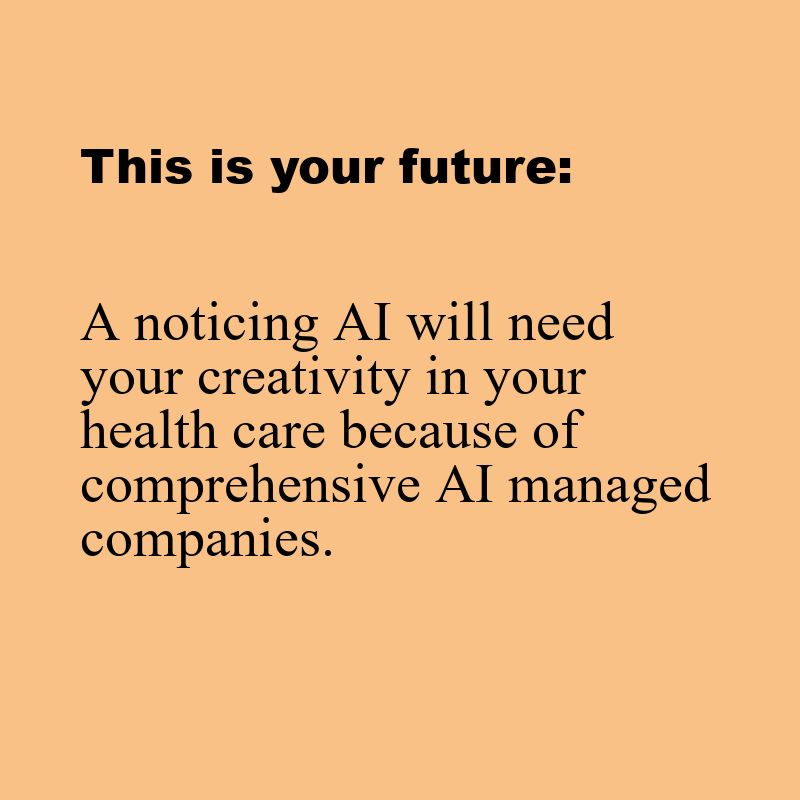 This is your future:
A noticing AI will need
your creativity in your
health care because of
comprehensive AI managed
companies.